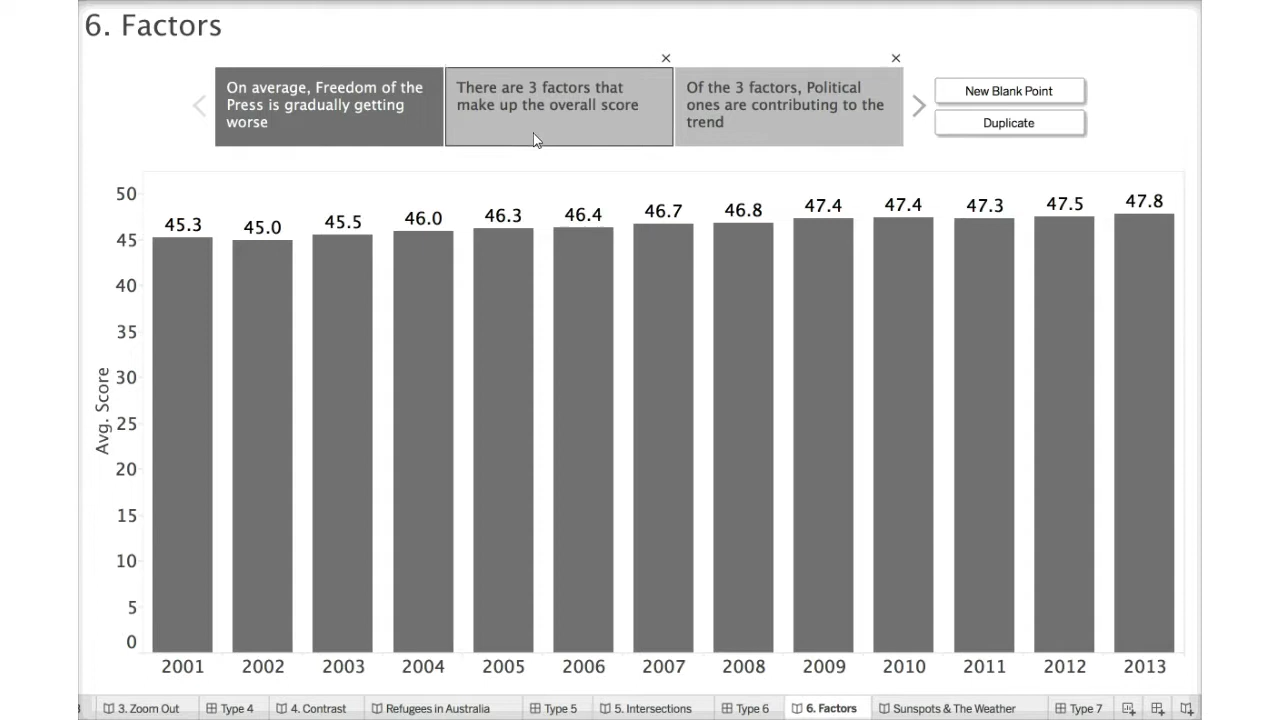 6. Factors
On average, Freedom of the
Press is gradually getting
worse
There are 3 factors that
make up the overall score
Of the 3 factors, Political
ones are contributing to the
trend
New Blank Point
Duplicate
50
45
40
35
30
25
20
15
10
5
0
Avg. Score
45.3 45.0 45.5 46.0 46.3 46.4 46.7 46.8 47.4 47.4 47.3 47.5 47.8
2001 2002 2003 2004 2005 2006 2007 2008 2009 2010 2011 2012 2013
3. Zoom Out Type 4 4. Contrast Refugees in Australia Type 5 5. Intersections Type 6 6. Factors Sunspots & The Weather Type 7